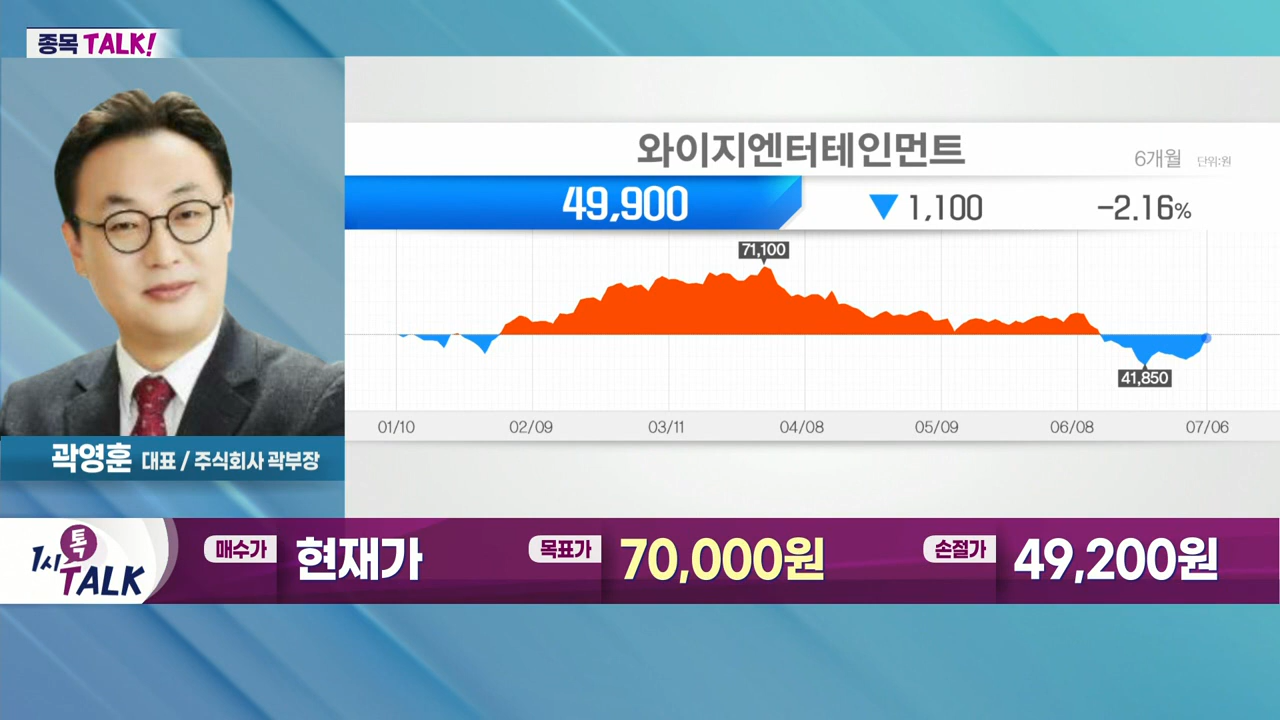 종목 TALK!
와이지엔터테인먼트
6개월 단위:원
49,900 ▼1,100 -2.16%
71,100
41,850
01/10 02/09 03/11 04/08 05/09 06/08 07/06
곽영훈 대표 / 주식회사 곽부장
1시 톡 TALK
매수가 현재가 목표가 70,000원 손절가 49,200원